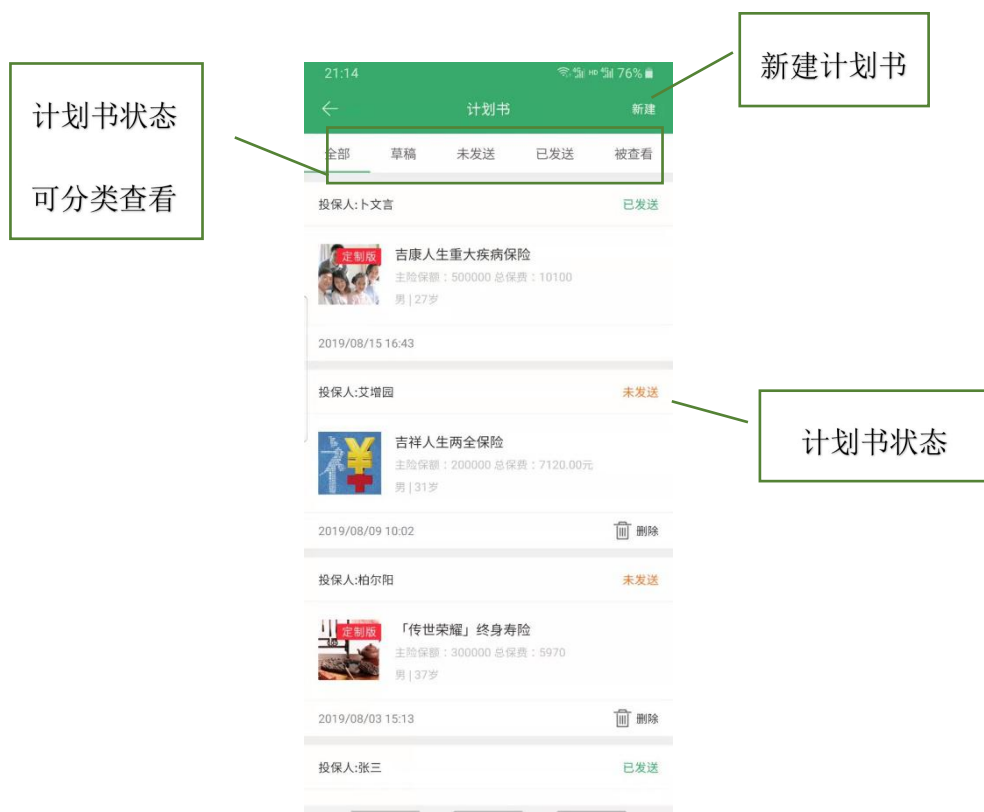 新建计划书
计划书状态
可分类查看
21:14
HD 76%
计划书
新建
全部 草稿 未发送 已发送 被查看
投保人:卜文言 已发送
定制版
吉康人生重大疾病保险
主险保额：500000 总保费：10100
男 | 27岁
2019/08/15 16:43
投保人:艾增园 未发送
吉祥人生两全保险
主险保额：200000 总保费：7120.00元
男 | 31岁
2019/08/09 10:02 删除
计划书状态
投保人:柏尔阳 未发送
定制版
「传世荣耀」终身寿险
主险保额：300000 总保费：5970
男 | 37岁
2019/08/03 15:13 删除
投保人:张三 已发送